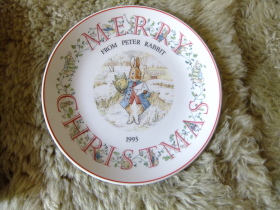 MERRY
FROM PETER RABBIT
1993
CHRISTMAS